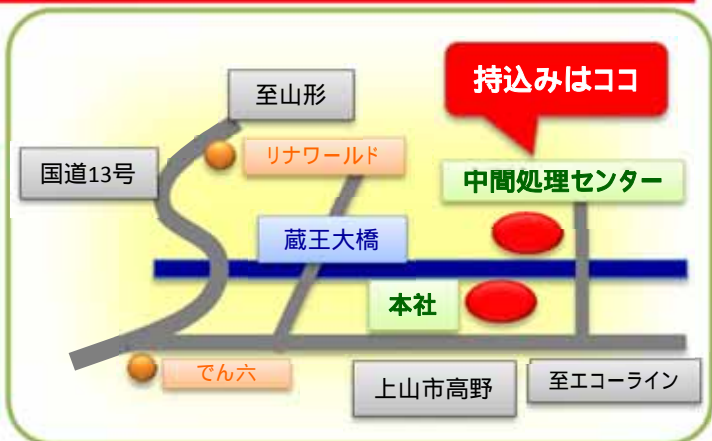 至山形
持込みはココ
リナワールド
国道13号
中間処理センター
蔵王大橋
本社
でん六
上山市高野
至エコーライン